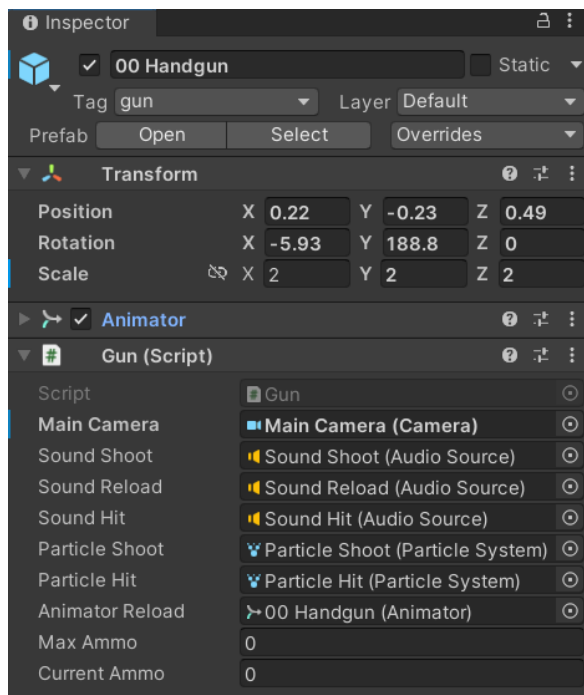 Inspector
00 Handgun Static
Tag gun Layer Default
Prefab Open Select Overrides
Transform
Position X 0.22 Y -0.23 Z 0.49
Rotation X -5.93 Y 188.8 Z 0
Scale X 2 Y 2 Z 2
Animator
# Gun (Script)
Script # Gun
Main Camera Main Camera (Camera)
Sound Shoot Sound Shoot (Audio Source)
Sound Reload Sound Reload (Audio Source)
Sound Hit Sound Hit (Audio Source)
Particle Shoot Particle Shoot (Particle System)
Particle Hit Particle Hit (Particle System)
Animator Reload 00 Handgun (Animator)
Max Ammo 0
Current Ammo 0